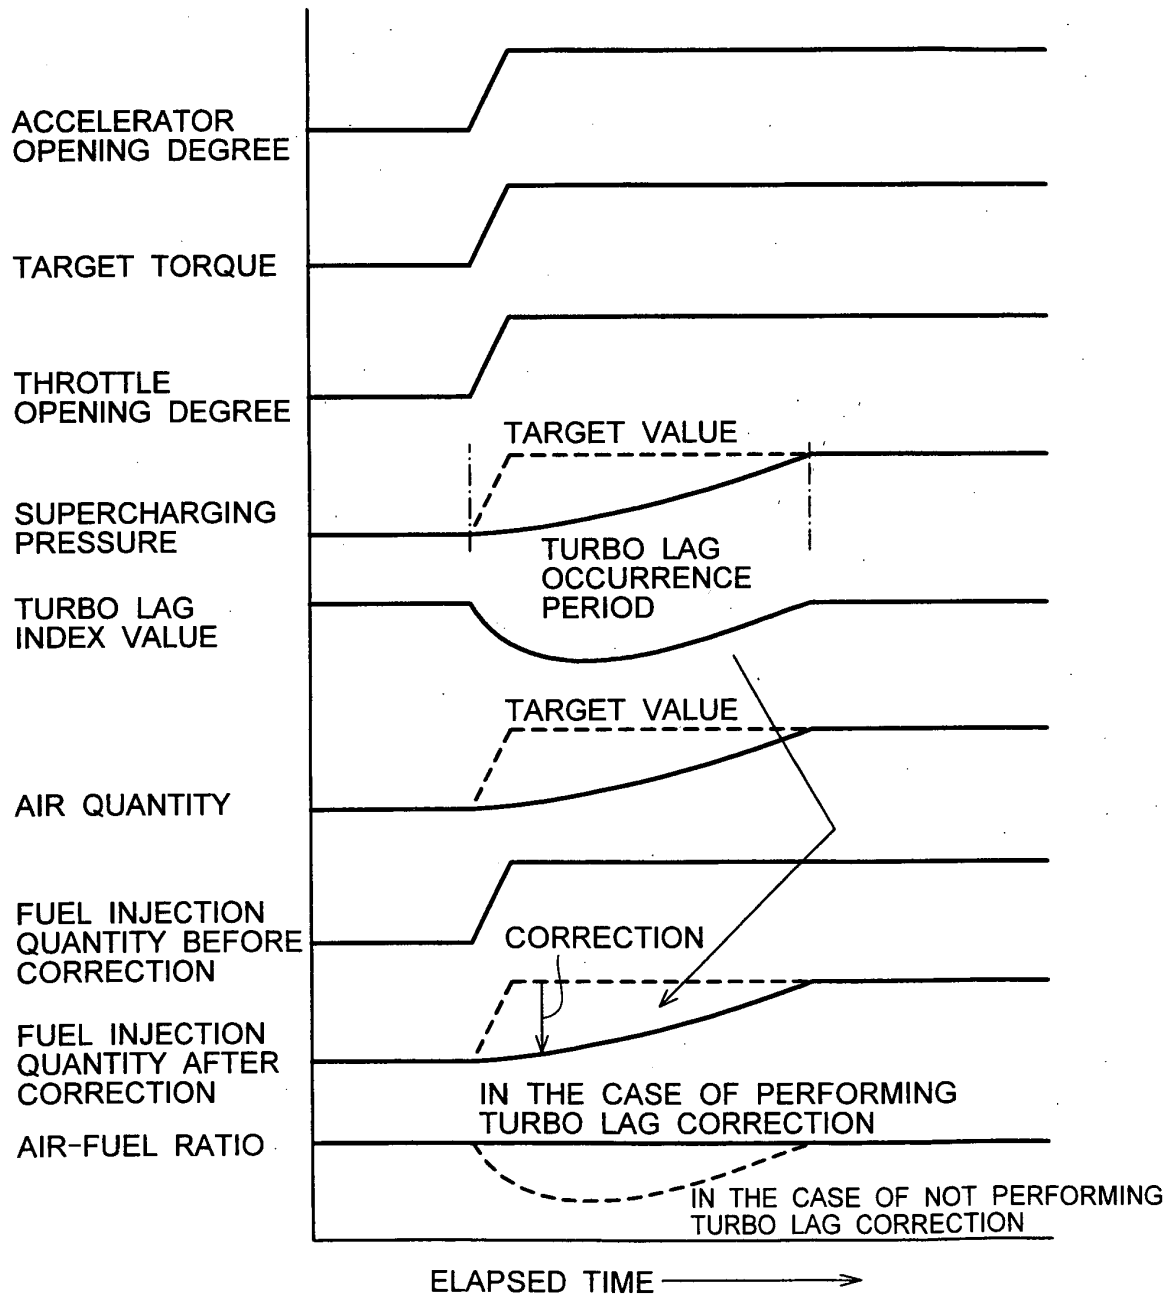 ACCELERATOR
OPENING DEGREE
TARGET TORQUE
THROTTLE
OPENING DEGREE
TARGET VALUE
SUPERCHARGING
PRESSURE
TURBO LAG
OCCURRENCE
PERIOD
TURBO LAG
INDEX VALUE
TARGET VALUE
AIR QUANTITY
FUEL INJECTION
QUANTITY BEFORE
CORRECTION
CORRECTION
FUEL INJECTION
QUANTITY AFTER
CORRECTION
IN THE CASE OF PERFORMING
TURBO LAG CORRECTION
AIR-FUEL RATIO
IN THE CASE OF NOT PERFORMING
TURBO LAG CORRECTION
ELAPSED TIME